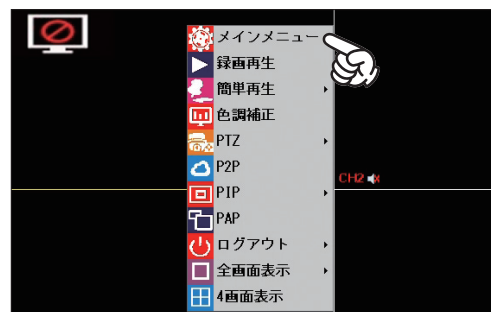 メインメニュー
録画再生
簡単再生
色調補正
PTZ
P2P
CH2
PIP
PAP
ログアウト
全画面表示
4画面表示